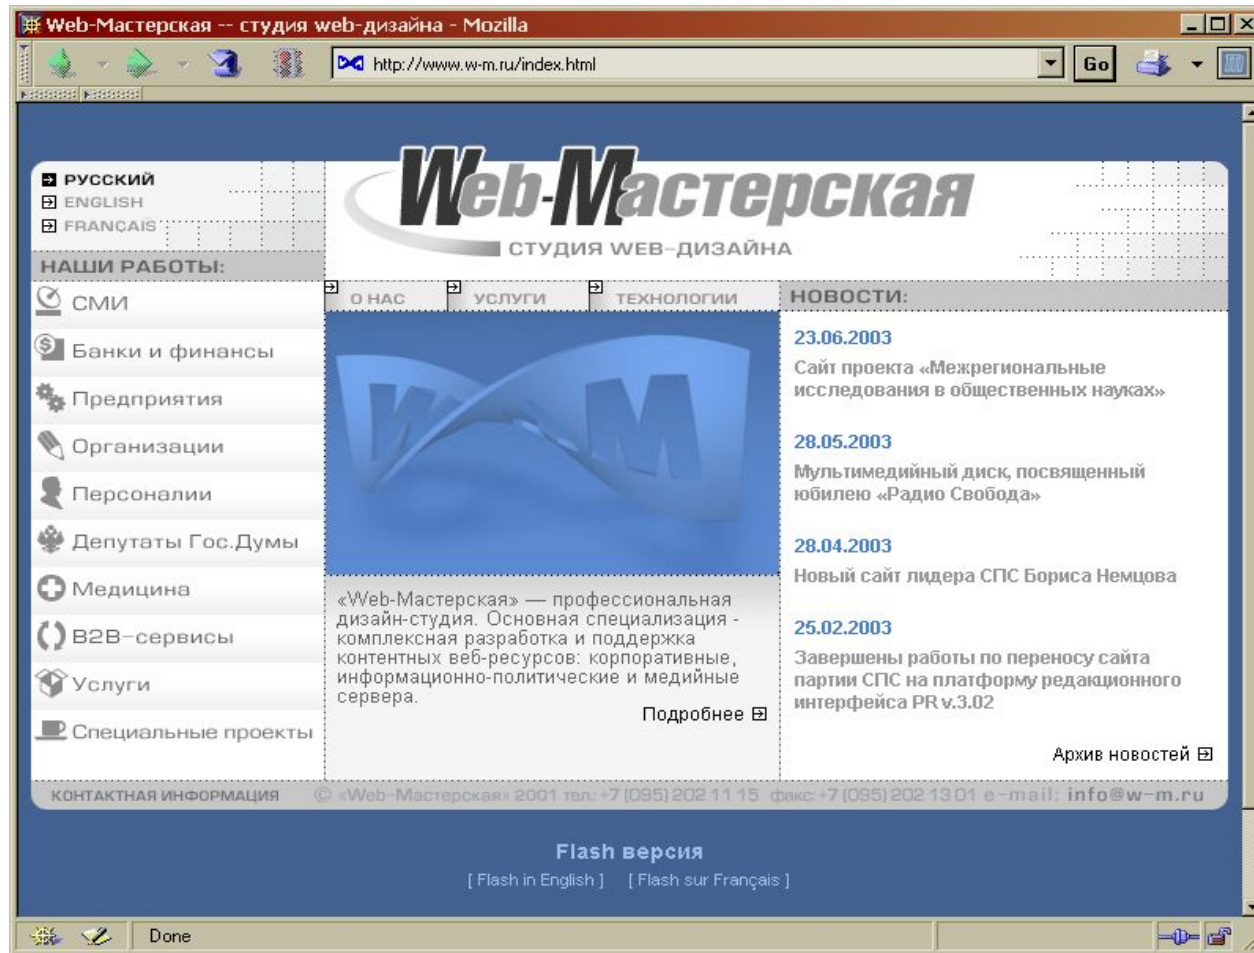 Web-Мастерская -- студия web-дизайна - Mozilla
http://www.w-m.ru/index.html
Go
РУССКИЙ
ENGLISH
FRANÇAIS
Web-Мастерская
СТУДИЯ WEB-ДИЗАЙНА
НАШИ РАБОТЫ:
СМИ
Банки и финансы
Предприятия
Организации
Персоналии
Депутаты Гос.Думы
Медицина
B2B-сервисы
Услуги
Специальные проекты
О НАС
УСЛУГИ
ТЕХНОЛОГИИ
W M
«Web-Мастерская» — профессиональная
дизайн-студия. Основная специализация -
комплексная разработка и поддержка
контентных веб-ресурсов: корпоративные,
информационно-политические и медийные
сервера.
Подробнее
НОВОСТИ:
23.06.2003
Сайт проекта «Межрегиональные
исследования в общественных науках»
28.05.2003
Мультимедийный диск, посвященный
юбилею «Радио Свобода»
28.04.2003
Новый сайт лидера СПС Бориса Немцова
25.02.2003
Завершены работы по переносу сайта
партии СПС на платформу редакционного
интерфейса PR v.3.02
Архив новостей
КОНТАКТНАЯ ИНФОРМАЦИЯ © «Web-Мастерская» 2001 тел.: +7 (095) 202 11 15 факс: +7 (095) 202 13 01 e-mail: info@w-m.ru
Flash версия
[ Flash in English ] [ Flash sur Français ]
Done